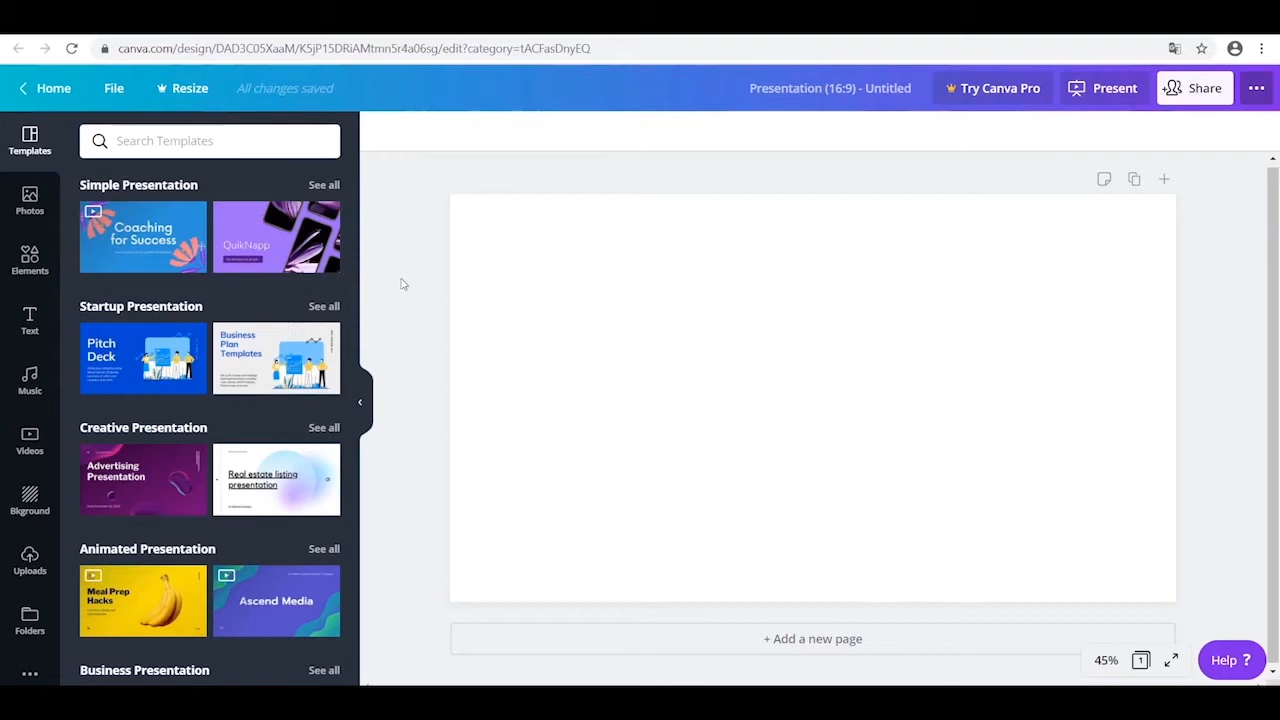 canva.com/design/DAD3C05XaaM/K5jP15DRiAMtmn5r4a06sg/edit?category=tACFasDnyEQ
Home
File
Resize
All changes saved
Presentation (16:9) - Untitled
Try Canva Pro
Present
Share
Templates
Photos
Elements
Text
Music
Videos
Bkground
Uploads
Folders
Search Templates
Simple Presentation
See all
Coaching
for Success
QuikNapp
Startup Presentation
See all
Pitch
Deck
Business
Plan
Templates
Creative Presentation
See all
Advertising
Presentation
Real estate listing
presentation
Animated Presentation
See all
Meal Prep
Hacks
Ascend Media
Business Presentation
See all
+ Add a new page
45%
1
Help ?